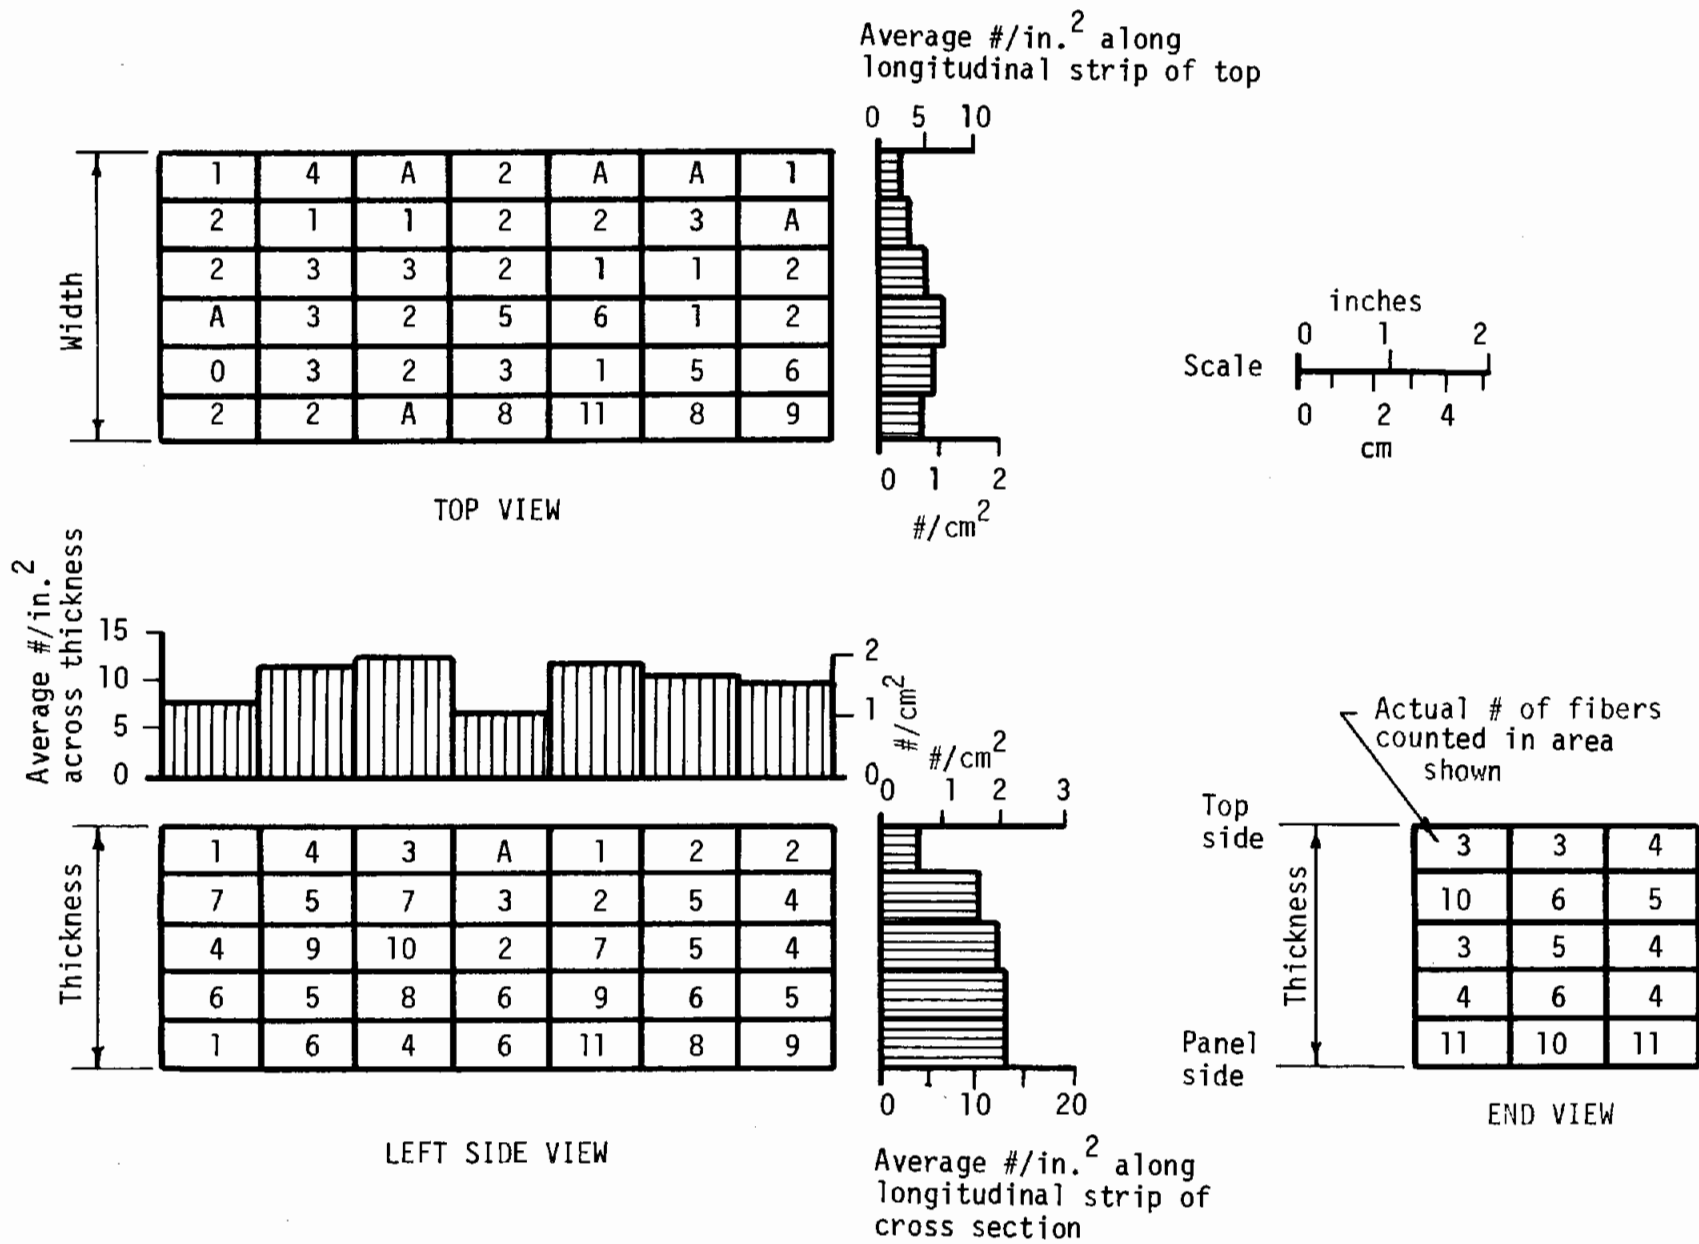 Average #/in.2 along
longitudinal strip of top
0 5 10
Width
1 4 A 2 A A 1
2 1 1 2 2 3 A
2 3 3 2 1 1 2
A 3 2 5 6 1 2
0 3 2 3 1 5 6
2 2 A 8 11 8 9
0 1 2
#/cm2
TOP VIEW
inches
0 1 2
Scale
0 2 4
cm
Average #/in.2
across thickness
15
10
5
0
2
1
0
#/cm2
#/cm2
0 1 2 3
Thickness
1 4 3 A 1 2 2
7 5 7 3 2 5 4
4 9 10 2 7 5 4
6 5 8 6 9 6 5
1 6 4 6 11 8 9
0 10 20
LEFT SIDE VIEW
Average #/in.2 along
longitudinal strip of
cross section
Actual # of fibers
counted in area
shown
Top
side
Thickness
3 3 4
10 6 5
3 5 4
4 6 4
11 10 11
Panel
side
END VIEW